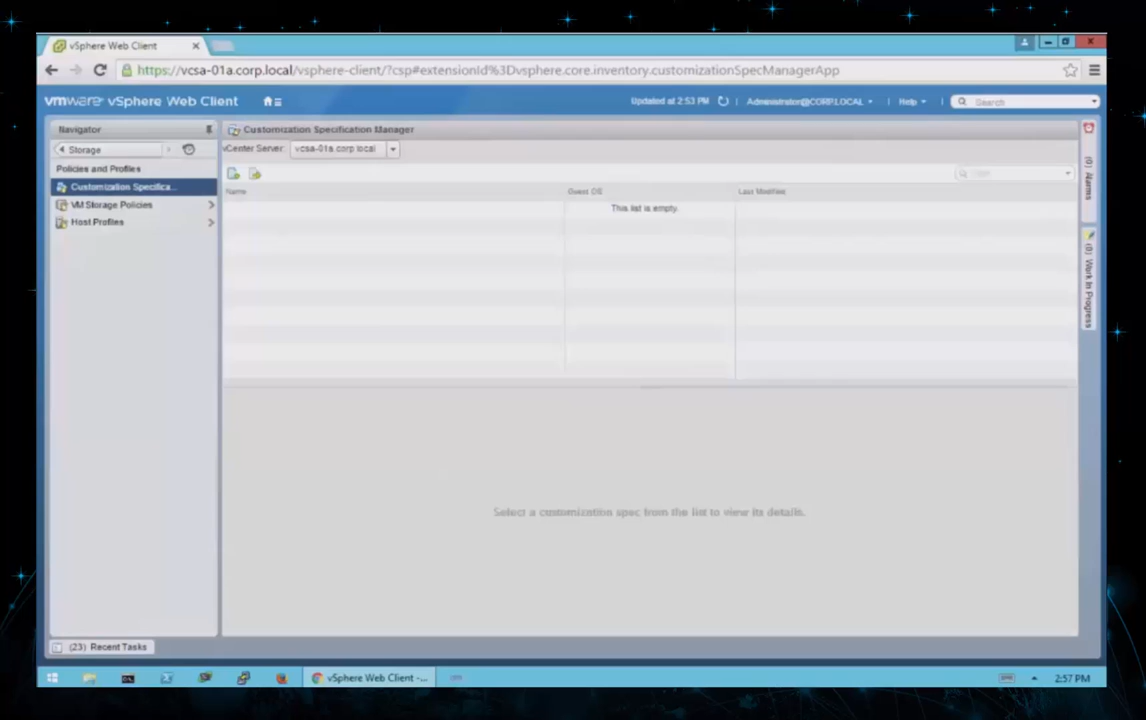 vSphere Web Client
https://vcsa-01a.corp.local/vsphere-client/?csp#extensionId%3Dvsphere.core.inventory.customizationSpecManagerApp
vmware® vSphere Web Client
Updated at 2:53 PM | Administrator@CORP.LOCAL | Help | Search
Navigator
Customization Specification Manager
Storage
vCenter Server: vcsa-01a.corp.local
Policies and Profiles
Customization Specifica...
VM Storage Policies
Host Profiles
Name Guest OS Last Modified
This list is empty.
(0) Alarms
(0) Work In Progress
Select a customization spec from the list to view its details.
(23) Recent Tasks
vSphere Web Client -...
2:57 PM